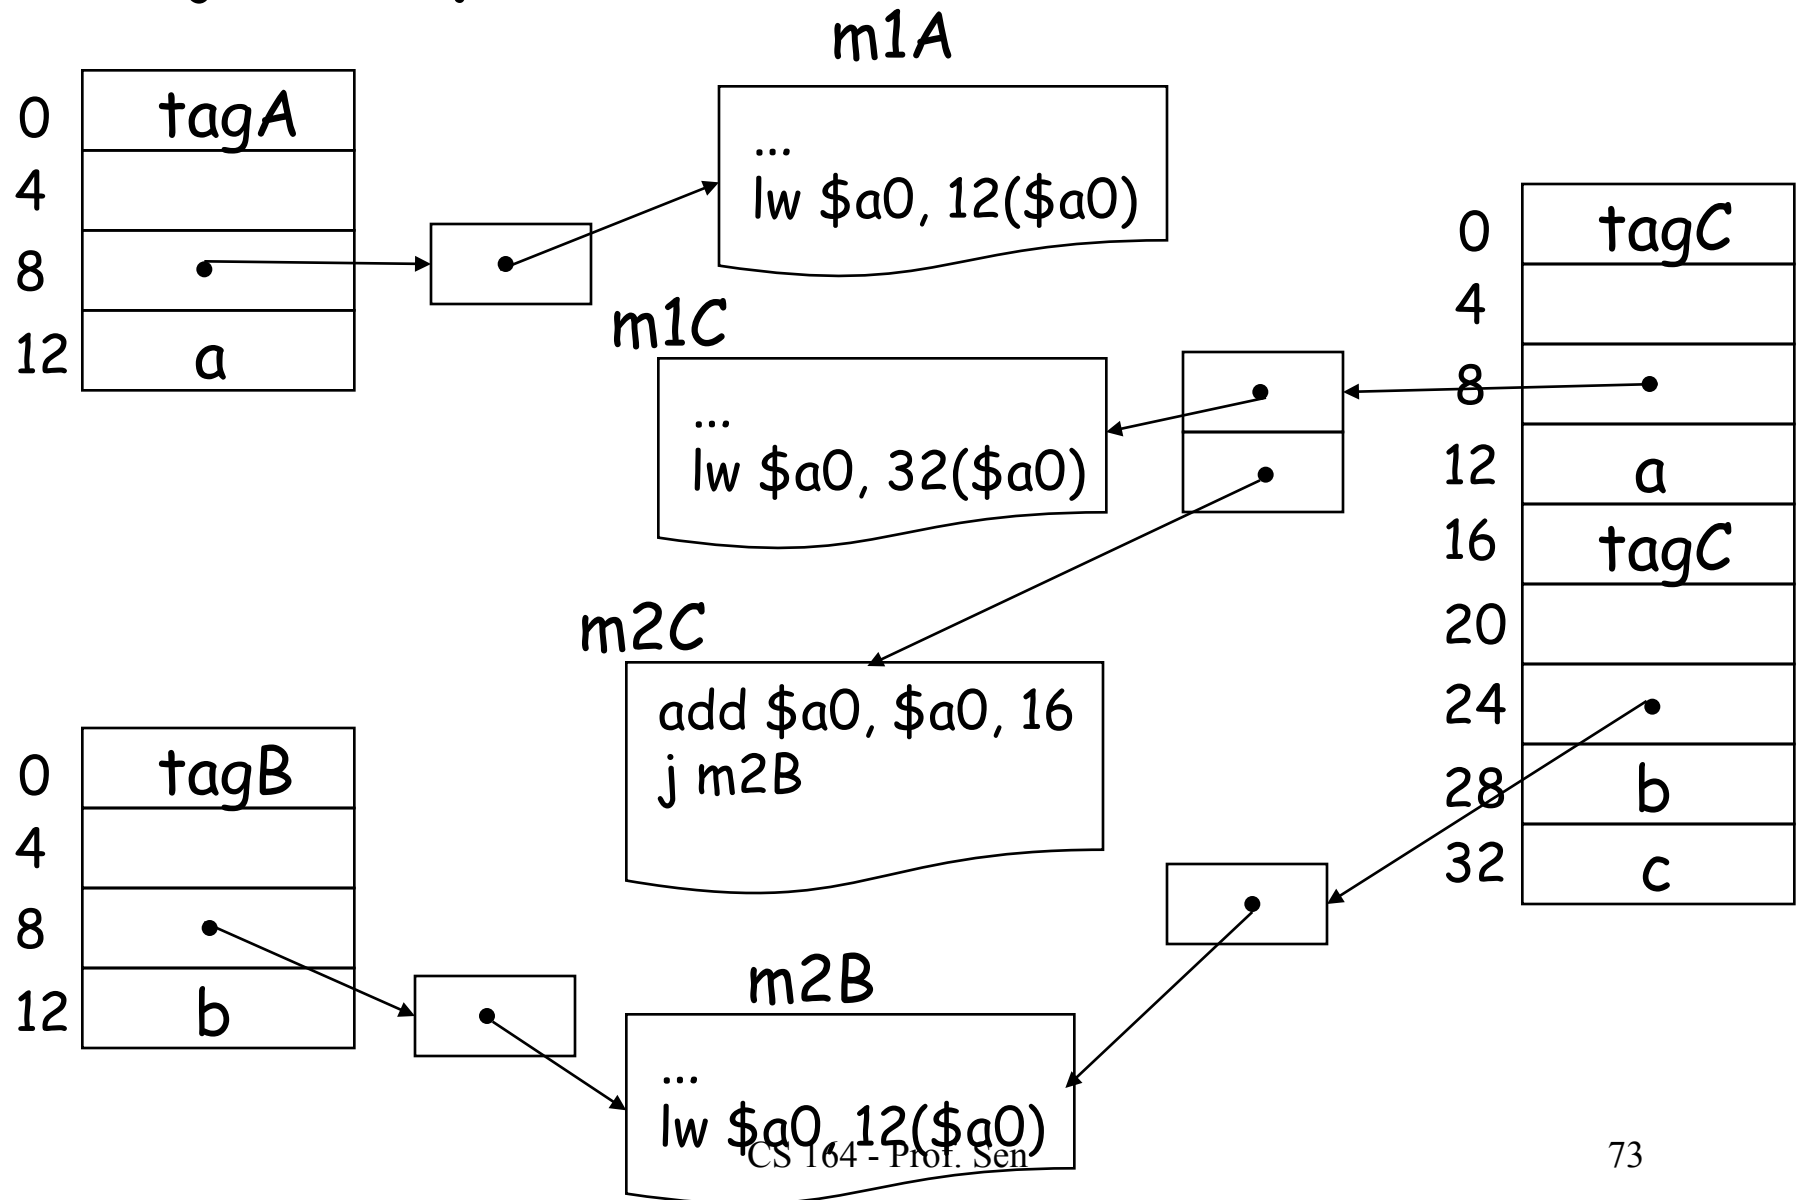 m1A
0 tagA
4
8
12 a
...
lw $a0, 12($a0)
m1C
...
lw $a0, 32($a0)
0 tagC
4
8
12 a
16 tagC
20
24
28 b
32 c
m2C
add $a0, $a0, 16
j m2B
0 tagB
4
8
12 b
m2B
...
lw $a0, 12($a0)
CS 164 - Prof. Sen
73